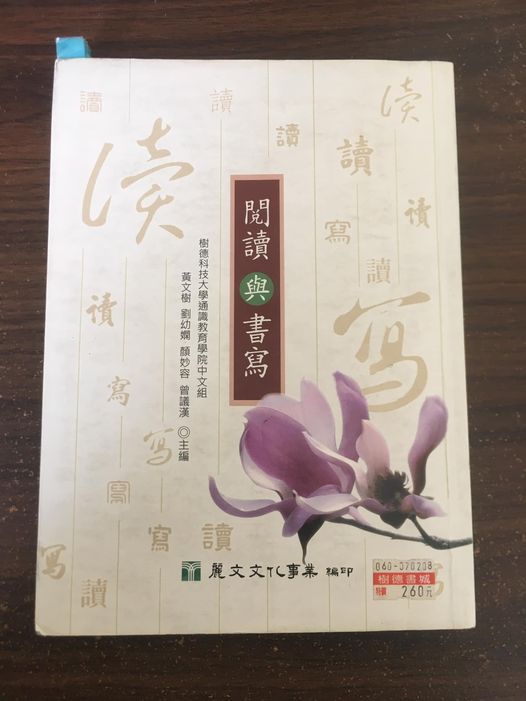 讀
讀
讀
读
讀
读
閱讀與書寫
樹德科技大學通識教育學院中文組
黃文樹 劉幼嫻 顏妙容 曾議漢 ◎主編
讀
寫
讀
讀
寫
寫
寫
寫
寫
讀
寫
讀
麗文文化事業 編印
060-070208
樹德書城
特價 260元